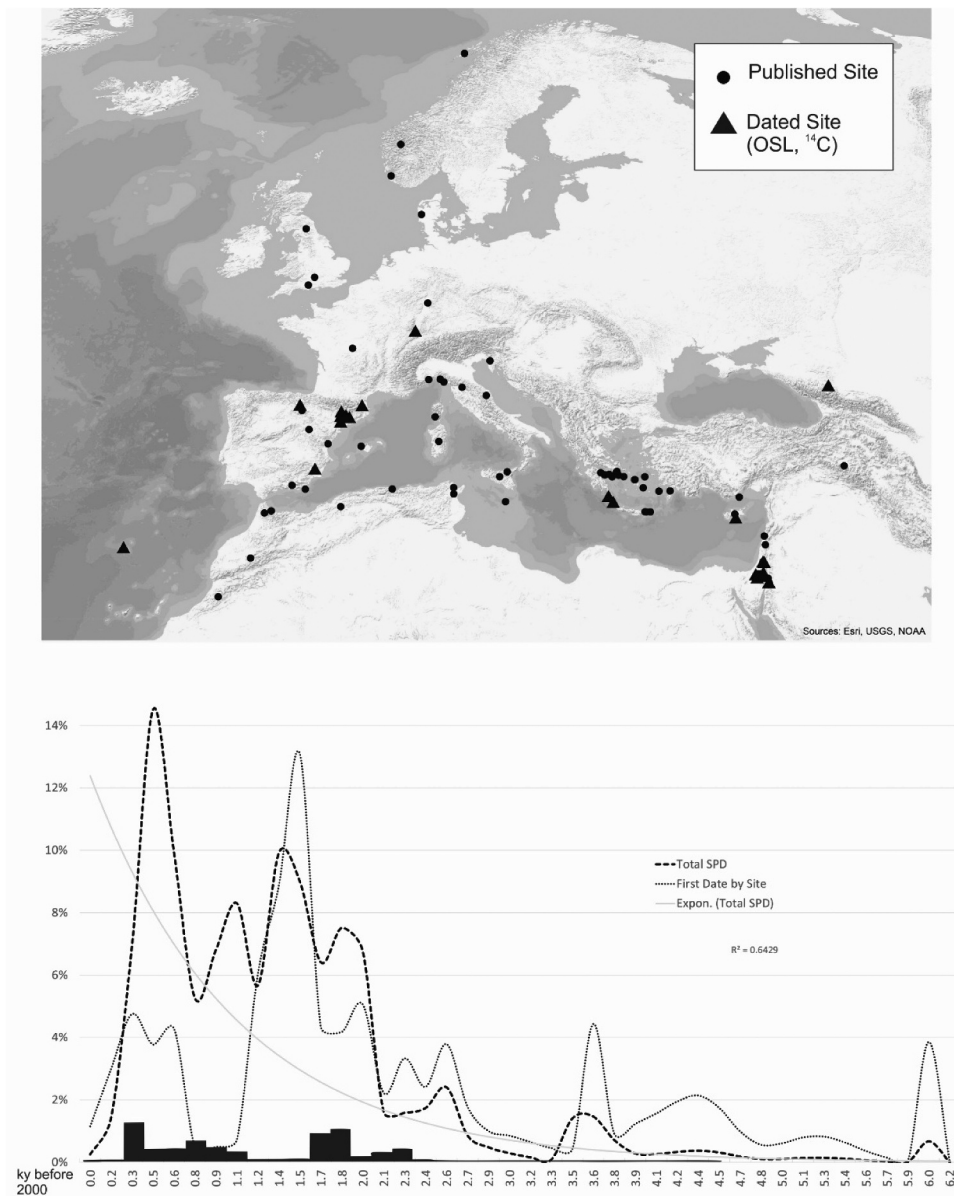 Published Site
Dated Site
(OSL, ¹⁴C)
Sources: Esri, USGS, NOAA
14%
12%
10%
8%
6%
4%
2%
0%
Total SPD
First Date by Site
Expon. (Total SPD)
R² = 0.6429
ky before
2000
0.0 0.2 0.3 0.5 0.6 0.8 0.9 1.1 1.2 1.4 1.5 1.7 1.8 2.0 2.1 2.3 2.4 2.6 2.7 2.9 3.0 3.2 3.3 3.5 3.6 3.8 3.9 4.1 4.2 4.4 4.5 4.7 4.8 5.0 5.1 5.3 5.4 5.6 5.7 5.9 6.0 6.2